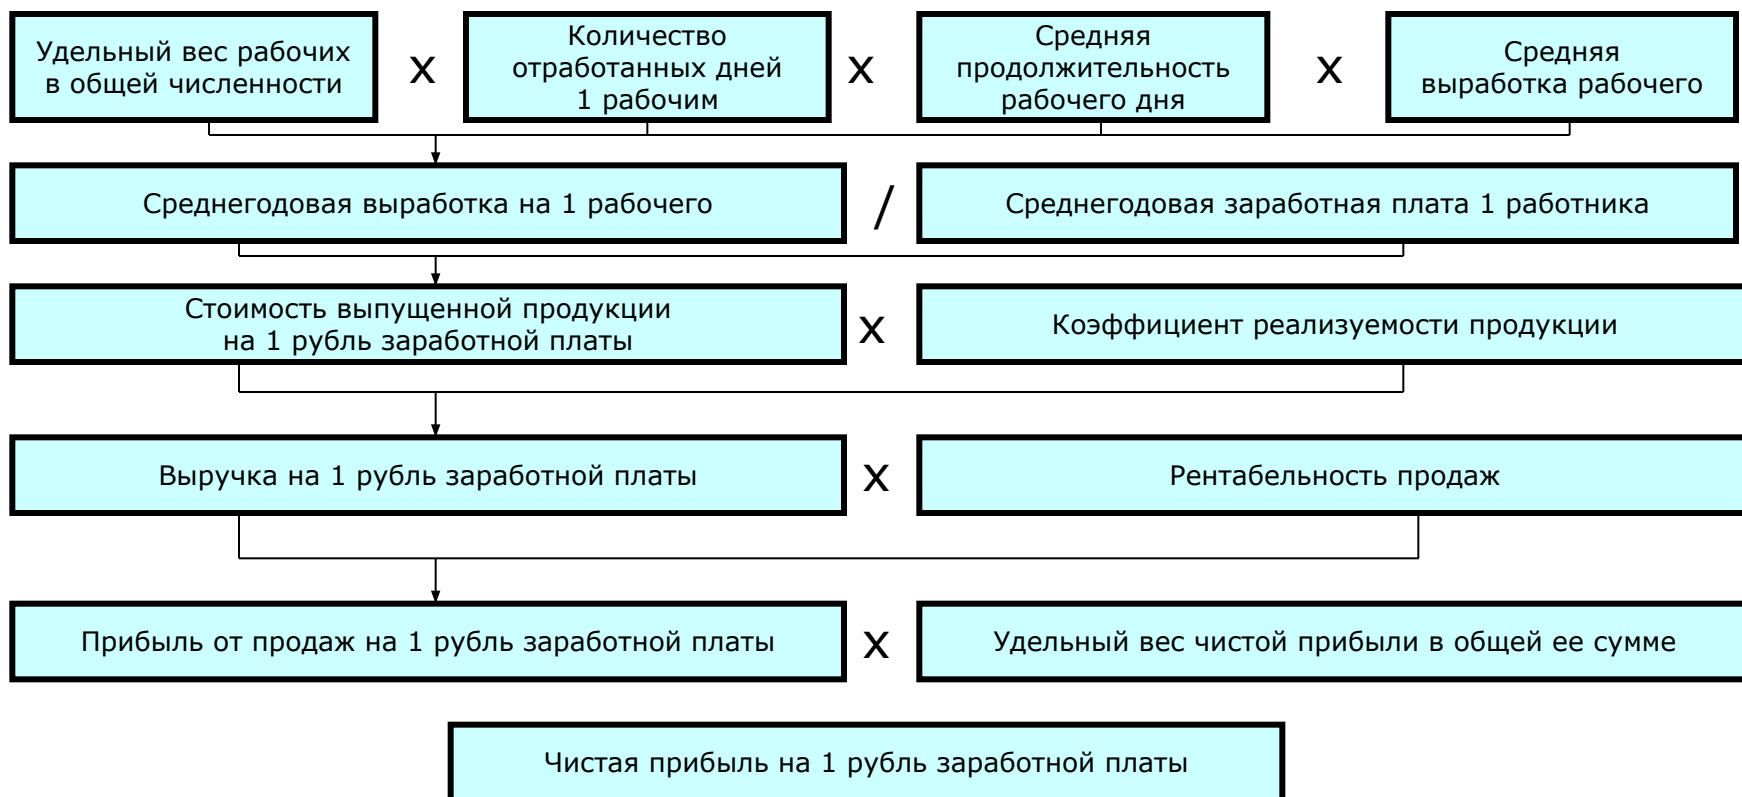 Удельный вес рабочих
в общей численности
х
Количество
отработанных дней
1 рабочим
х
Средняя
продолжительность
рабочего дня
х
Средняя
выработка рабочего
Среднегодовая выработка на 1 рабочего
/
Среднегодовая заработная плата 1 работника
Стоимость выпущенной продукции
на 1 рубль заработной платы
х
Коэффициент реализуемости продукции
Выручка на 1 рубль заработной платы
х
Рентабельность продаж
Прибыль от продаж на 1 рубль заработной платы
х
Удельный вес чистой прибыли в общей ее сумме
Чистая прибыль на 1 рубль заработной платы